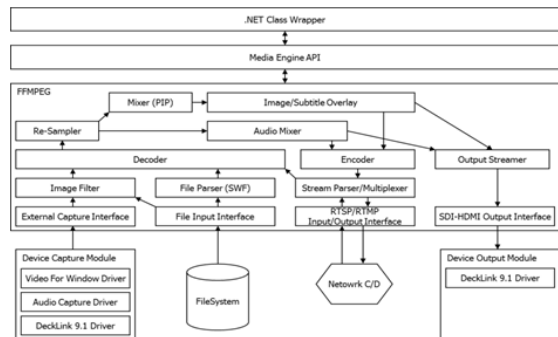 .NET Class Wrapper
Media Engine API
FFMPEG
Mixer (PIP)
Image/Subtitle Overlay
Re-Sampler
Audio Mixer
Decoder
Encoder
Output Streamer
Image Filter
File Parser (SWF)
Stream Parser/Multiplexer
External Capture Interface
File Input Interface
RTSP/RTMP
Input/Output Interface
SDI-HDMI Output Interface
Device Capture Module
Video For Window Driver
Audio Capture Driver
DeckLink 9.1 Driver
FileSystem
Netowrk C/D
Device Output Module
DeckLink 9.1 Driver